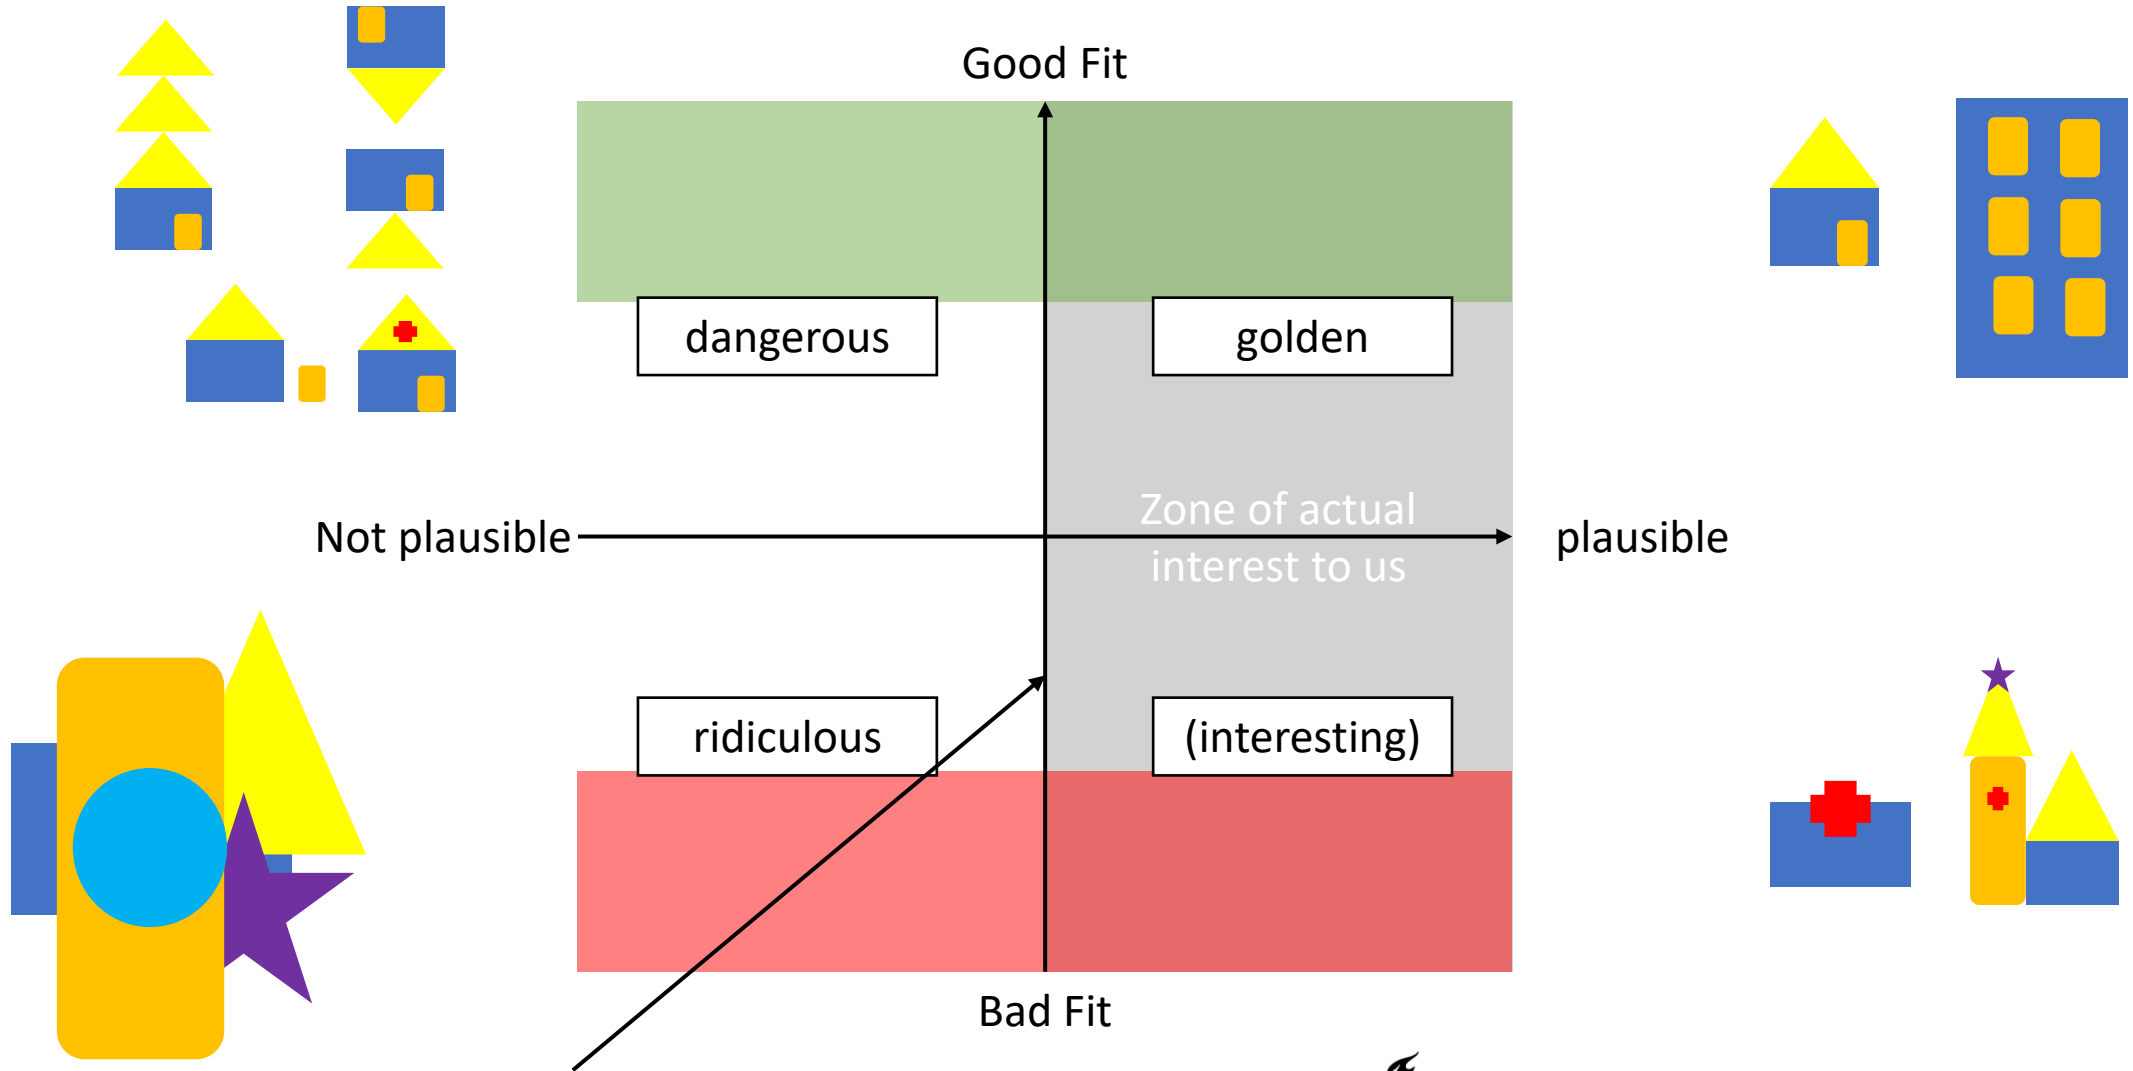 Good Fit
dangerous
golden
Zone of actual
interest to us
Not plausible
plausible
ridiculous
(interesting)
Bad Fit